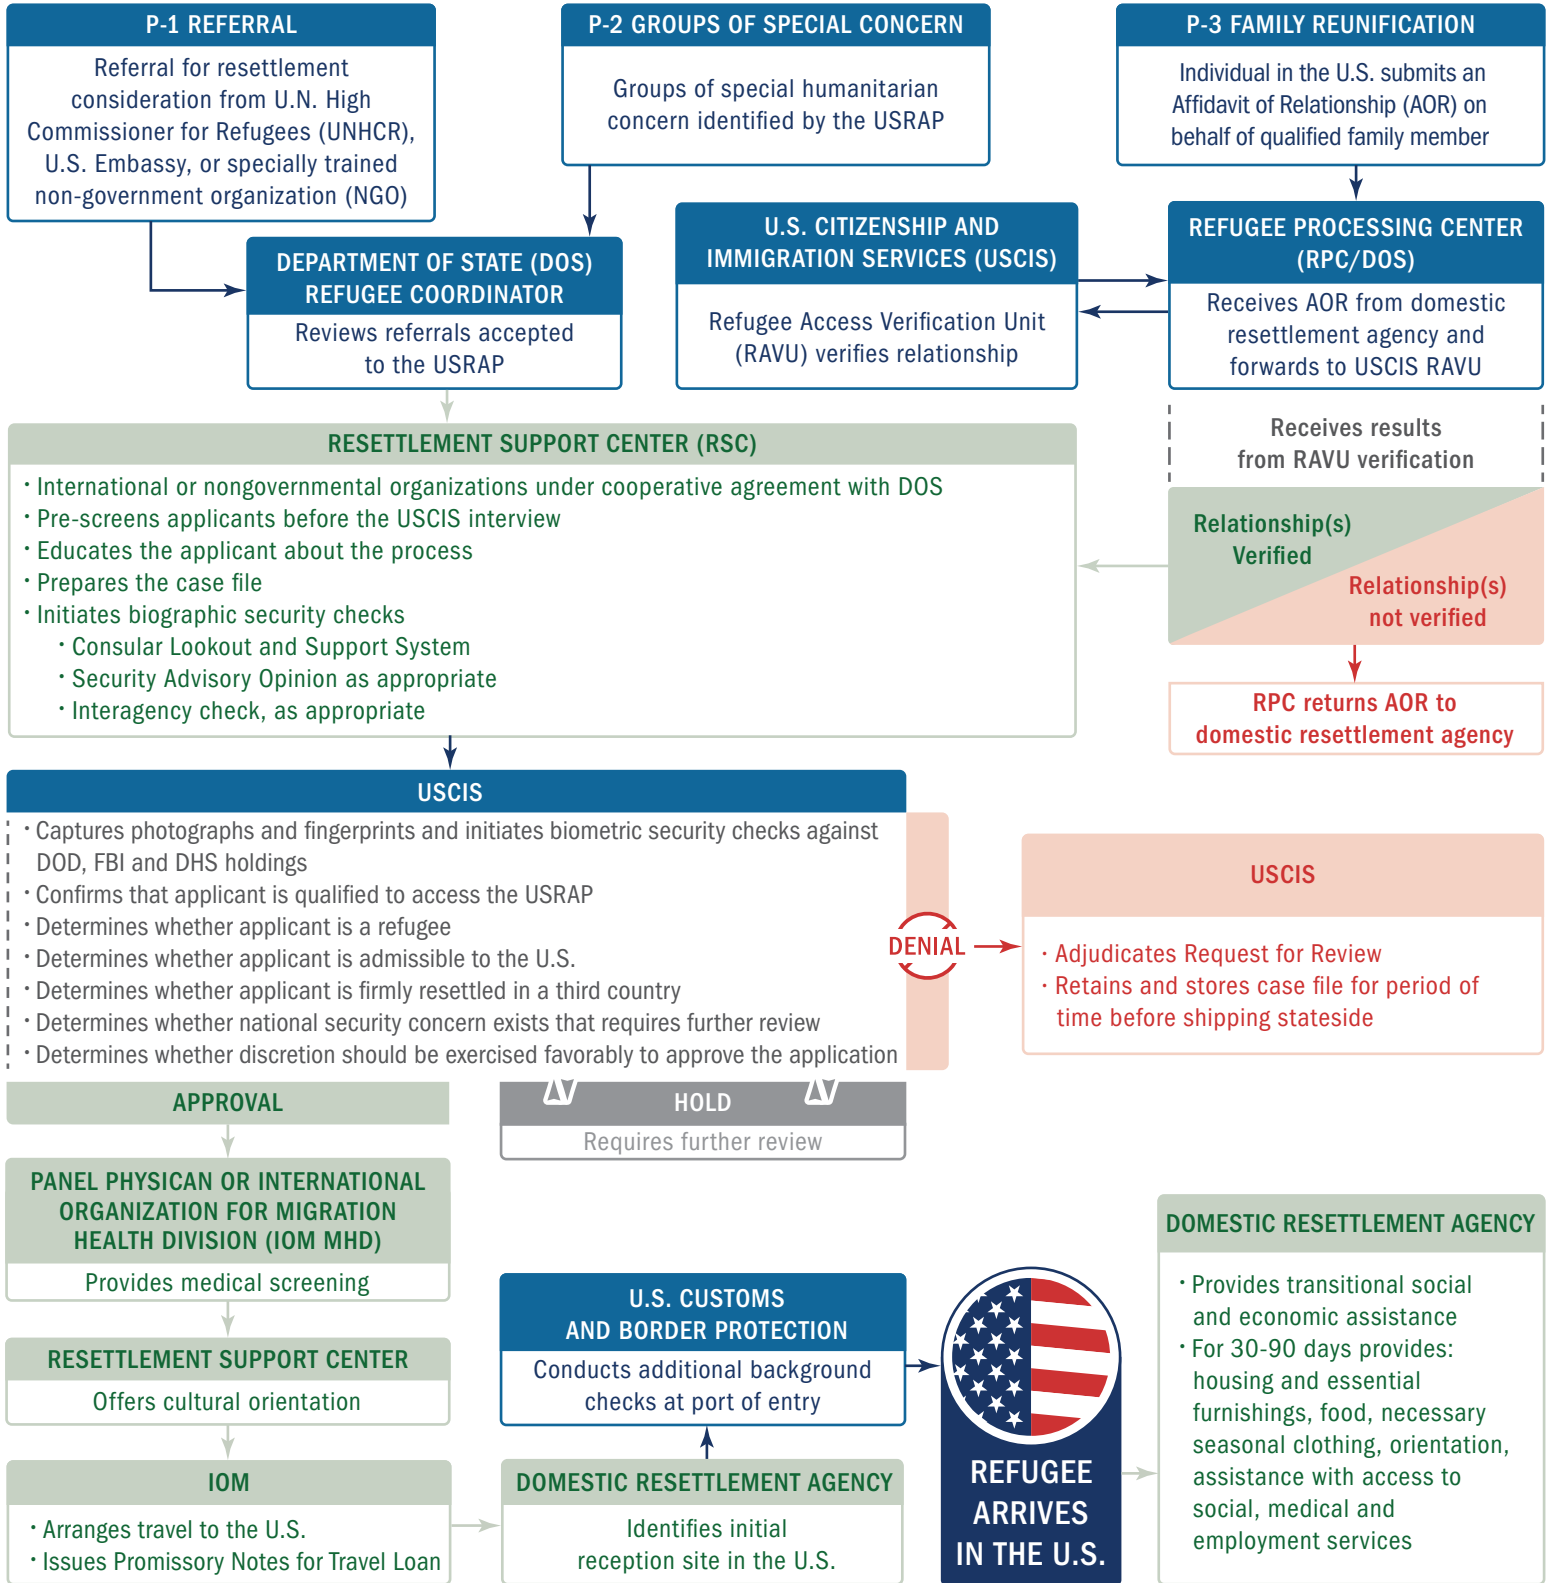 P-1 REFERRAL
Referral for resettlement
consideration from U.N. High
Commissioner for Refugees (UNHCR),
U.S. Embassy, or specially trained
non-government organization (NGO)
P-2 GROUPS OF SPECIAL CONCERN
Groups of special humanitarian
concern identified by the USRAP
P-3 FAMILY REUNIFICATION
Individual in the U.S. submits an
Affidavit of Relationship (AOR) on
behalf of qualified family member
DEPARTMENT OF STATE (DOS)
REFUGEE COORDINATOR
Reviews referrals accepted
to the USRAP
U.S. CITIZENSHIP AND
IMMIGRATION SERVICES (USCIS)
Refugee Access Verification Unit
(RAVU) verifies relationship
REFUGEE PROCESSING CENTER
(RPC/DOS)
Receives AOR from domestic
resettlement agency and
forwards to USCIS RAVU
Receives results
from RAVU verification
Relationship(s)
Verified
Relationship(s)
not verified
RPC returns AOR to
domestic resettlement agency
RESETTLEMENT SUPPORT CENTER (RSC)
· International or nongovernmental organizations under cooperative agreement with DOS
· Pre-screens applicants before the USCIS interview
· Educates the applicant about the process
· Prepares the case file
· Initiates biographic security checks
· Consular Lookout and Support System
· Security Advisory Opinion as appropriate
· Interagency check, as appropriate
USCIS
· Captures photographs and fingerprints and initiates biometric security checks against
DOD, FBI and DHS holdings
· Confirms that applicant is qualified to access the USRAP
· Determines whether applicant is a refugee
· Determines whether applicant is admissible to the U.S.
· Determines whether applicant is firmly resettled in a third country
· Determines whether national security concern exists that requires further review
· Determines whether discretion should be exercised favorably to approve the application
DENIAL
USCIS
· Adjudicates Request for Review
· Retains and stores case file for period of
time before shipping stateside
APPROVAL
HOLD
Requires further review
PANEL PHYSICAN OR INTERNATIONAL
ORGANIZATION FOR MIGRATION
HEALTH DIVISION (IOM MHD)
Provides medical screening
RESETTLEMENT SUPPORT CENTER
Offers cultural orientation
IOM
· Arranges travel to the U.S.
· Issues Promissory Notes for Travel Loan
DOMESTIC RESETTLEMENT AGENCY
Identifies initial
reception site in the U.S.
U.S. CUSTOMS
AND BORDER PROTECTION
Conducts additional background
checks at port of entry
REFUGEE
ARRIVES
IN THE U.S.
DOMESTIC RESETTLEMENT AGENCY
· Provides transitional social
and economic assistance
· For 30-90 days provides:
housing and essential
furnishings, food, necessary
seasonal clothing, orientation,
assistance with access to
social, medical and
employment services